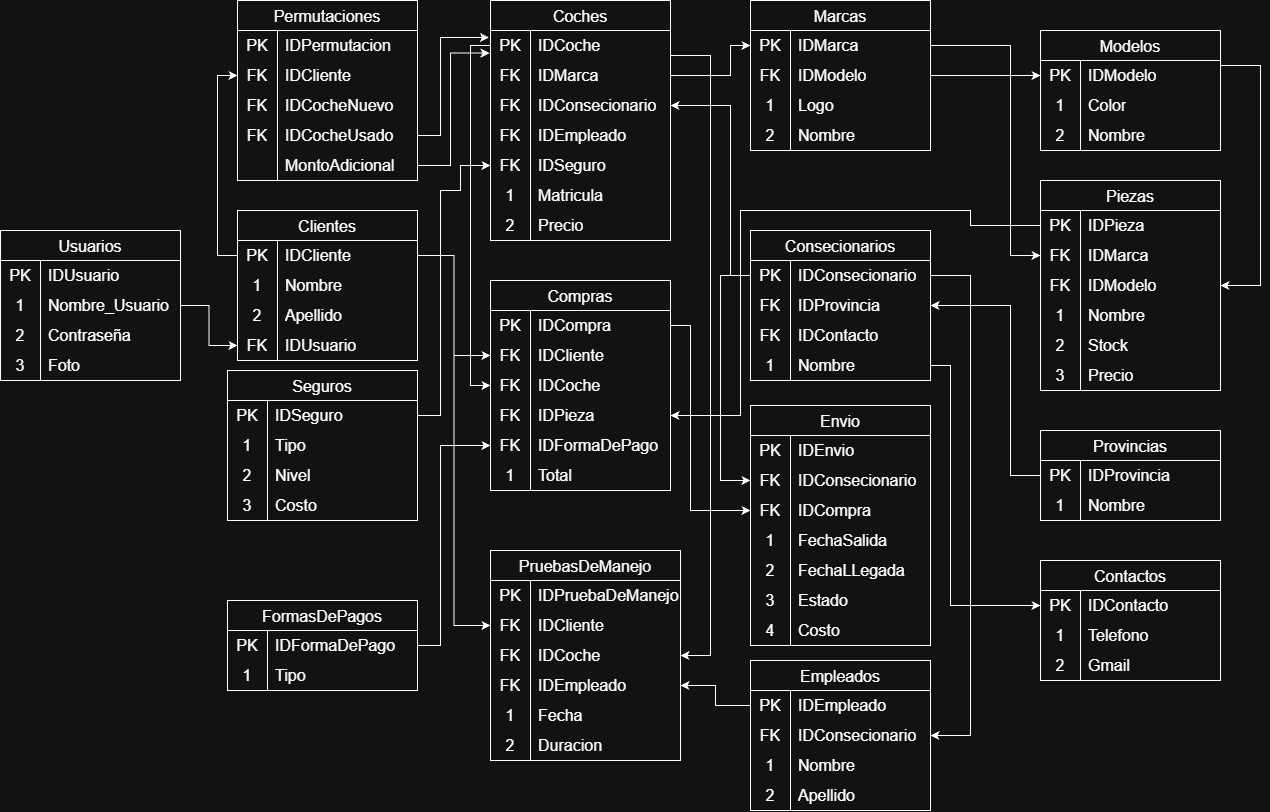 Permutaciones
PK IDPermutacion
FK IDCliente
FK IDCocheNuevo
FK IDCocheUsado
MontoAdicional
Coches
PK IDCoche
FK IDMarca
FK IDConsecionario
FK IDEmpleado
FK IDSeguro
1 Matricula
2 Precio
Marcas
PK IDMarca
FK IDModelo
1 Logo
2 Nombre
Modelos
PK IDModelo
1 Color
2 Nombre
Usuarios
PK IDUsuario
1 Nombre_Usuario
2 Contraseña
3 Foto
Clientes
PK IDCliente
1 Nombre
2 Apellido
FK IDUsuario
Seguros
PK IDSeguro
1 Tipo
2 Nivel
3 Costo
Compras
PK IDCompra
FK IDCliente
FK IDCoche
FK IDPieza
FK IDFormaDePago
1 Total
Consecionarios
PK IDConsecionario
FK IDProvincia
FK IDContacto
1 Nombre
Piezas
PK IDPieza
FK IDMarca
FK IDModelo
1 Nombre
2 Stock
3 Precio
Envio
PK IDEnvio
FK IDConsecionario
FK IDCompra
1 FechaSalida
2 FechaLLegada
3 Estado
4 Costo
Provincias
PK IDProvincia
1 Nombre
FormasDePagos
PK IDFormaDePago
1 Tipo
PruebasDeManejo
PK IDPruebaDeManejo
FK IDCliente
FK IDCoche
FK IDEmpleado
1 Fecha
2 Duracion
Empleados
PK IDEmpleado
FK IDConsecionario
1 Nombre
2 Apellido
Contactos
PK IDContacto
1 Telefono
2 Gmail